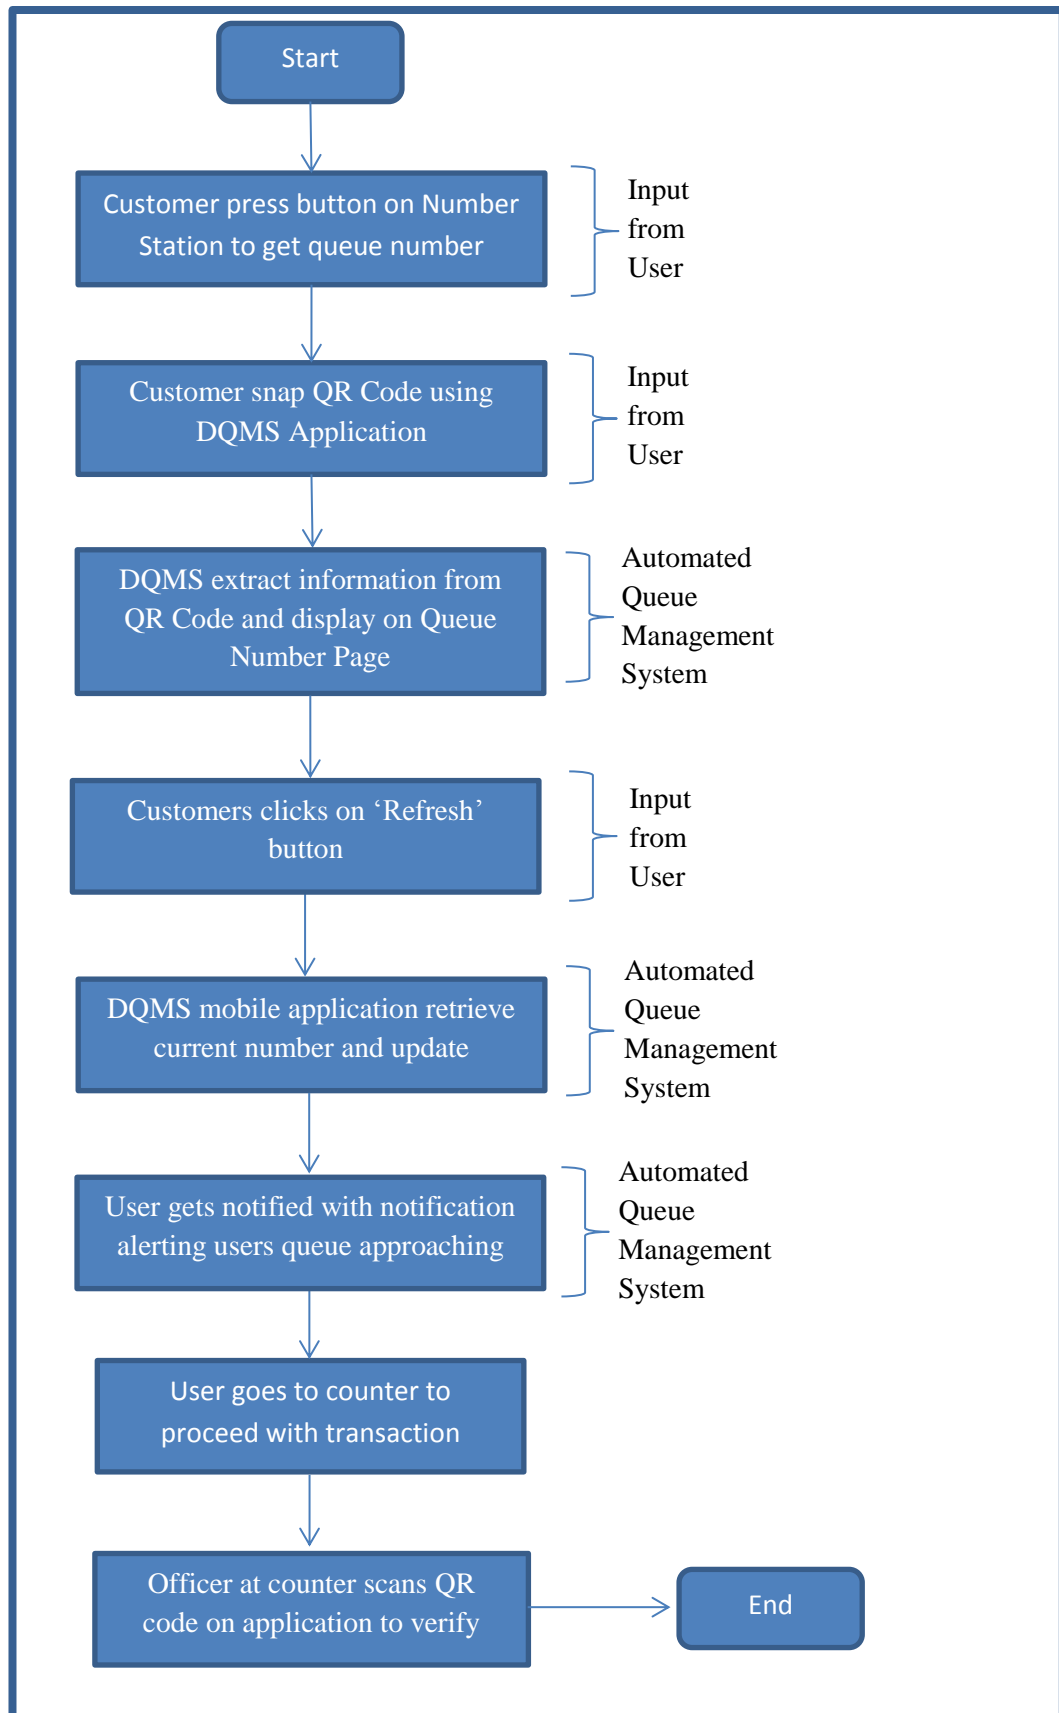 Start
Customer press button on Number
Station to get queue number
Input
from
User
Customer snap QR Code using
DQMS Application
Input
from
User
DQMS extract information from
QR Code and display on Queue
Number Page
Automated
Queue
Management
System
Customers clicks on ‘Refresh’
button
Input
from
User
DQMS mobile application retrieve
current number and update
Automated
Queue
Management
System
User gets notified with notification
alerting users queue approaching
Automated
Queue
Management
System
User goes to counter to
proceed with transaction
Officer at counter scans QR
code on application to verify
End